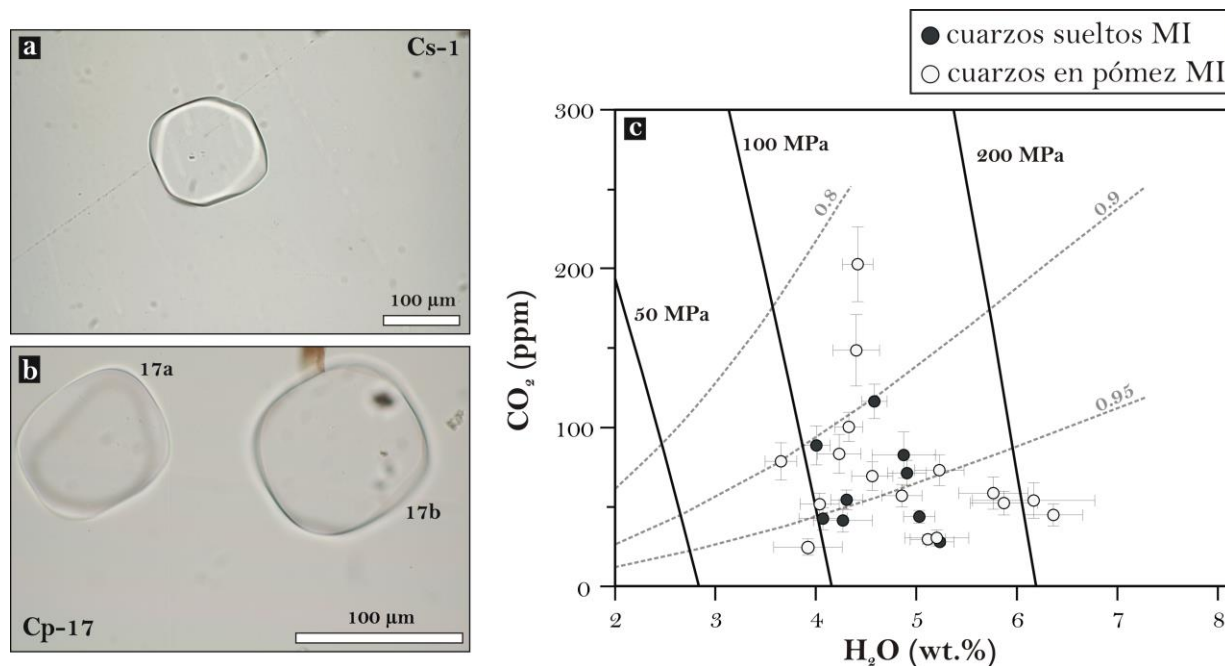 a
Cs-1
100 µm
b
17a
17b
Cp-17
100 µm
cuarzos sueltos MI
cuarzos en pómez MI
c
300
200
100
0
CO₂ (ppm)
50 MPa
100 MPa
200 MPa
0.8
0.9
0.95
2 3 4 5 6 7 8
H₂O (wt.%)